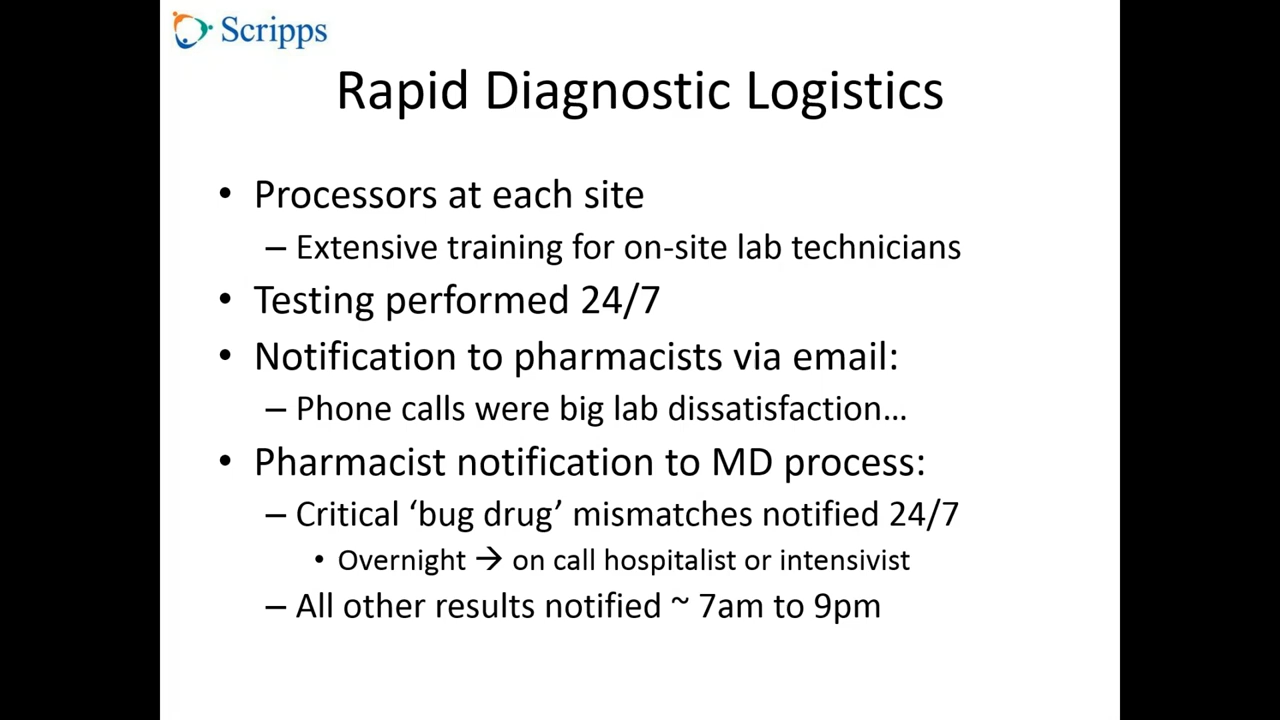 Scripps
Rapid Diagnostic Logistics
• Processors at each site
– Extensive training for on-site lab technicians
• Testing performed 24/7
• Notification to pharmacists via email:
– Phone calls were big lab dissatisfaction…
• Pharmacist notification to MD process:
– Critical ‘bug drug’ mismatches notified 24/7
• Overnight → on call hospitalist or intensivist
– All other results notified ~ 7am to 9pm